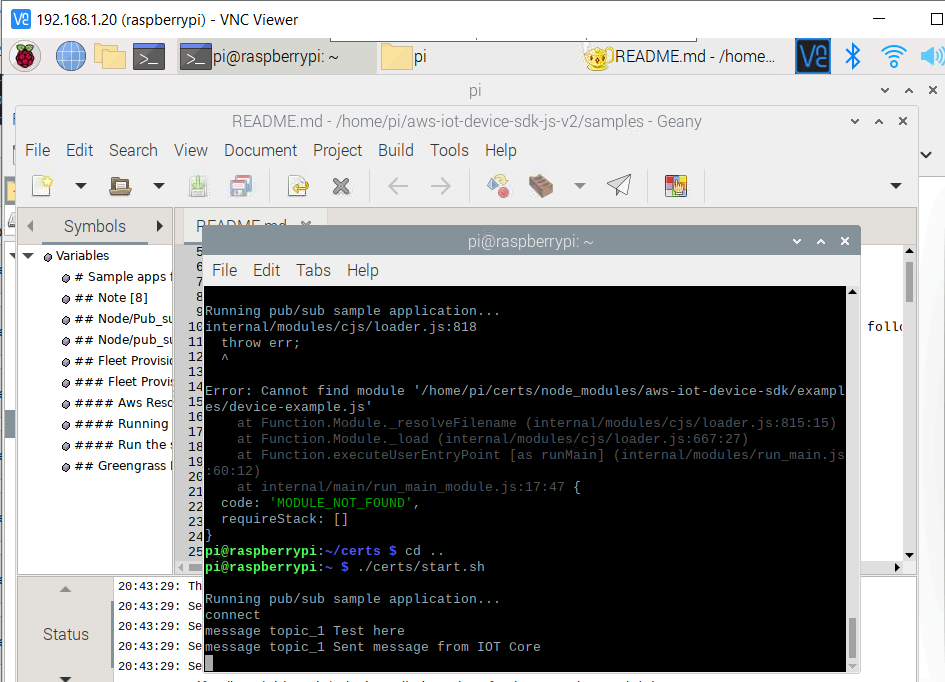 192.168.1.20 (raspberrypi) - VNC Viewer
pi@raspberrypi: ~
pi
README.md - /home...
pi
README.md - /home/pi/aws-iot-device-sdk-js-v2/samples - Geany
File Edit Search View Document Project Build Tools Help
Symbols
README.md
Variables
# Sample apps
## Note [8]
## Node/Pub_su
## Node/pub_su
## Fleet Provision
### Fleet Provis
#### Aws Reso
#### Running
#### Run the s
## Greengrass
5
6
7
8
9
10
11
12
13
14
15
16
17
18
19
20
21
22
23
24
25
follo
pi@raspberrypi: ~
File Edit Tabs Help
Running pub/sub sample application...
internal/modules/cjs/loader.js:818
throw err;
^
Error: Cannot find module '/home/pi/certs/node_modules/aws-iot-device-sdk/exampl
es/device-example.js'
at Function.Module._resolveFilename (internal/modules/cjs/loader.js:815:15)
at Function.Module._load (internal/modules/cjs/loader.js:667:27)
at Function.executeUserEntryPoint [as runMain] (internal/modules/run_main.js
:60:12)
at internal/main/run_main_module.js:17:47 {
code: 'MODULE_NOT_FOUND',
requireStack: []
}
pi@raspberrypi:~/certs $ cd ..
pi@raspberrypi:~ $ ./certs/start.sh
Running pub/sub sample application...
connect
message topic_1 Test here
message topic_1 Sent message from IOT Core
Status
20:43:29: Th
20:43:29: Se
20:43:29: Se
20:43:29: Se
20:43:29: Se